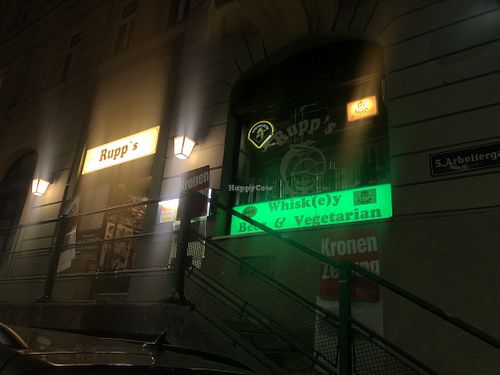 Rupp's
Rupp's
Whisk(e)y
Beer & Vegetarian
Kronen
Kronen
Zeitung
5.Arbeiterg
HappyCow